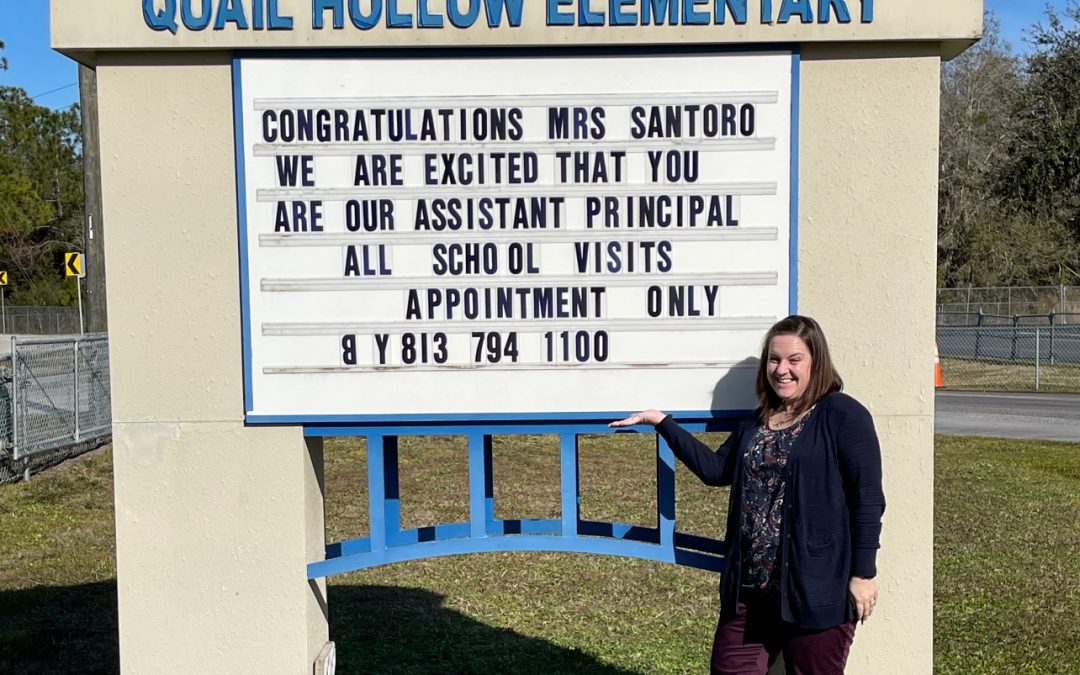 QUAIL HOLLOW ELEMENTARY
CONGRATULATIONS MRS SANTORO
WE ARE EXCITED THAT YOU
ARE OUR ASSISTANT PRINCIPAL
ALL SCHOOL VISITS
APPOINTMENT ONLY
BY 813 794 1100